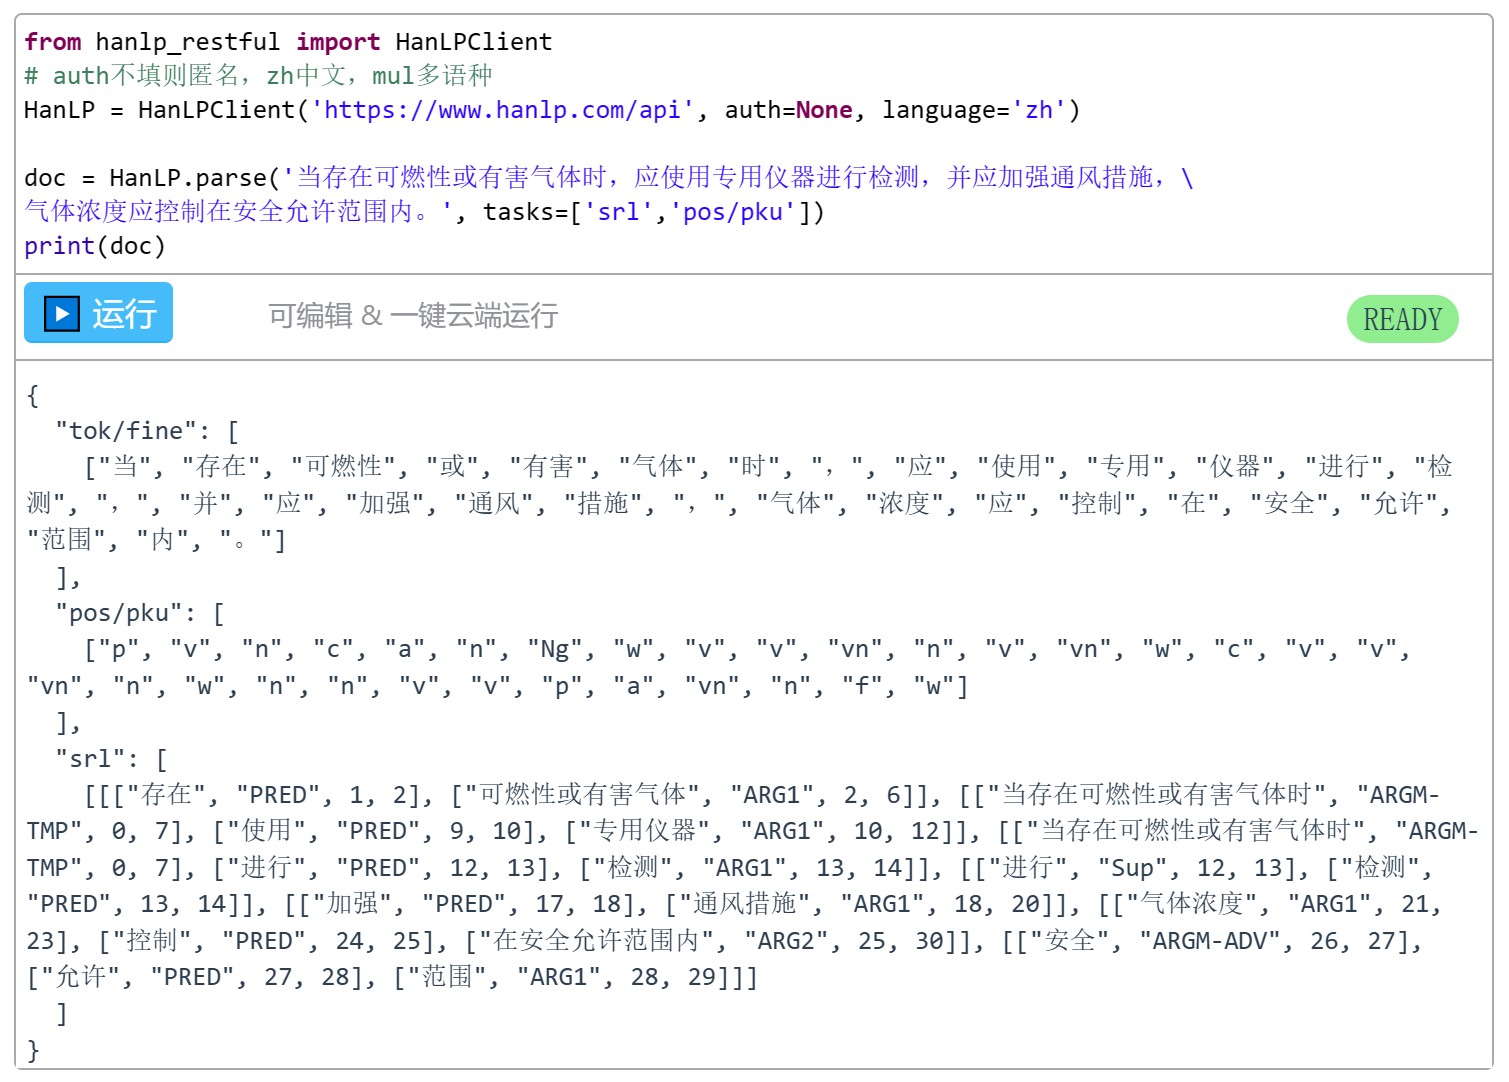 from hanlp_restful import HanLPClient
# auth不填则匿名，zh中文，mul多语种
HanLP = HanLPClient('https://www.hanlp.com/api', auth=None, language='zh')
doc = HanLP.parse('当存在可燃性或有害气体时，应使用专用仪器进行检测，并应加强通风措施，\
气体浓度应控制在安全允许范围内。', tasks=['srl','pos/pku'])
print(doc)
运行 可编辑 & 一键云端运行 READY
{
"tok/fine": [
["当", "存在", "可燃性", "或", "有害", "气体", "时", "，", "应", "使用", "专用", "仪器", "进行", "检
测", "，", "并", "应", "加强", "通风", "措施", "，", "气体", "浓度", "应", "控制", "在", "安全", "允许",
"范围", "内", "。"]
],
"pos/pku": [
["p", "v", "n", "c", "a", "n", "Ng", "w", "v", "v", "vn", "n", "v", "vn", "w", "c", "v", "v",
"vn", "n", "w", "n", "n", "v", "v", "p", "a", "vn", "n", "f", "w"]
],
"srl": [
[[["存在", "PRED", 1, 2], ["可燃性或有害气体", "ARG1", 2, 6]], [["当存在可燃性或有害气体时", "ARGM-
TMP", 0, 7], ["使用", "PRED", 9, 10], ["专用仪器", "ARG1", 10, 12]], [["当存在可燃性或有害气体时", "ARGM-
TMP", 0, 7], ["进行", "PRED", 12, 13], ["检测", "ARG1", 13, 14]], [["进行", "Sup", 12, 13], ["检测",
"PRED", 13, 14]], [["加强", "PRED", 17, 18], ["通风措施", "ARG1", 18, 20]], [["气体浓度", "ARG1", 21,
23], ["控制", "PRED", 24, 25], ["在安全允许范围内", "ARG2", 25, 30]], [["安全", "ARGM-ADV", 26, 27],
["允许", "PRED", 27, 28], ["范围", "ARG1", 28, 29]]]
]
}